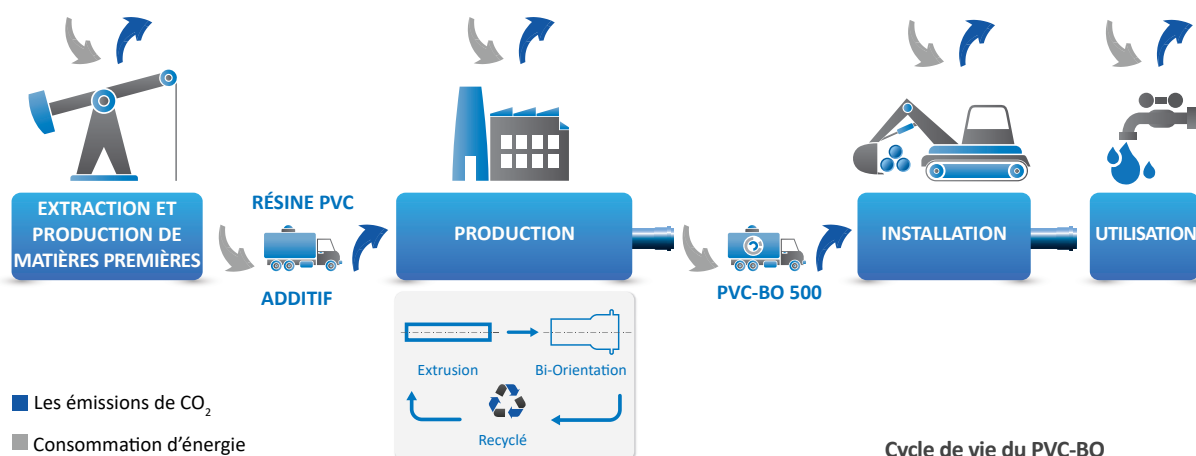 EXTRACTION ET
PRODUCTION DE
MATIÈRES PREMIÈRES
RÉSINE PVC
ADDITIF
PRODUCTION
PVC-BO 500
INSTALLATION
UTILISATION
Extrusion
Bi-Orientation
Recyclé
Les émissions de CO₂
Consommation d'énergie
Cycle de vie du PVC-BO